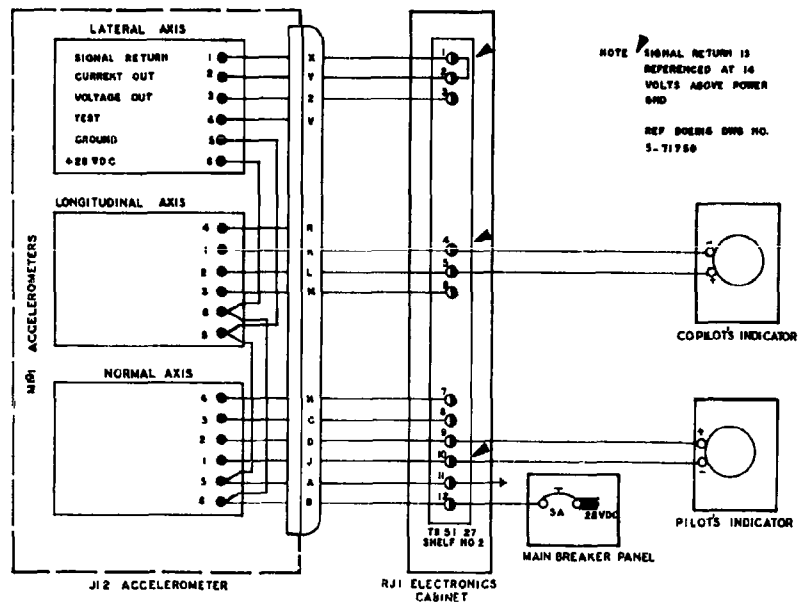 LATERAL AXIS
SIGNAL RETURN 1 X 1
CURRENT OUT 2 Y 2
VOLTAGE OUT 3 Z 3
TEST 4
GROUND 5
+28 VDC 6
NOTE SIGNAL RETURN IS
REFERENCED AT 14
VOLTS ABOVE POWER
GND
REF BOEING DWG NO.
5-71750
LONGITUDINAL AXIS
4
1 K 4 -
2 L 5 +
3 M 6
6
5
COPILOT'S INDICATOR
ACCELEROMETERS
NORMAL AXIS
4 7
3 C 8
2 D 9 +
1 J 10 -
5 A 11
6 B 12
5A 28VDC
PILOT'S INDICATOR
MAIN BREAKER PANEL
TB 51 27
SHELF NO 2
J12 ACCELEROMETER
RJ1 ELECTRONICS
CABINET